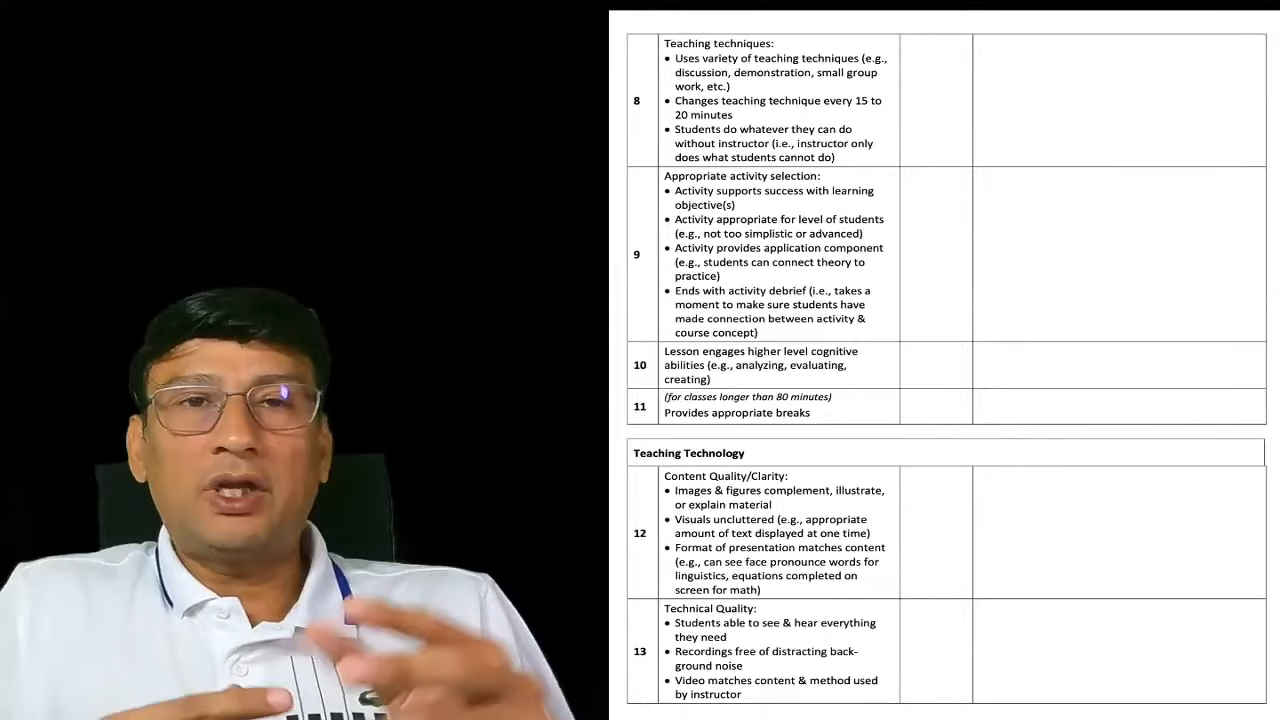 Teaching techniques:
• Uses variety of teaching techniques (e.g.,
discussion, demonstration, small group
work, etc.)
8
• Changes teaching technique every 15 to
20 minutes
• Students do whatever they can do
without instructor (i.e., instructor only
does what students cannot do)
Appropriate activity selection:
• Activity supports success with learning
objective(s)
• Activity appropriate for level of students
(e.g., not too simplistic or advanced)
9
• Activity provides application component
(e.g., students can connect theory to
practice)
• Ends with activity debrief (i.e., takes a
moment to make sure students have
made connection between activity &
course concept)
Lesson engages higher level cognitive
10
abilities (e.g., analyzing, evaluating,
creating)
(for classes longer than 80 minutes)
11
Provides appropriate breaks
Teaching Technology
Content Quality/Clarity:
• Images & figures complement, illustrate,
or explain material
• Visuals uncluttered (e.g., appropriate
12
amount of text displayed at one time)
• Format of presentation matches content
(e.g., can see face pronounce words for
linguistics, equations completed on
screen for math)
Technical Quality:
• Students able to see & hear everything
they need
13
• Recordings free of distracting back-
ground noise
• Video matches content & method used
by instructor